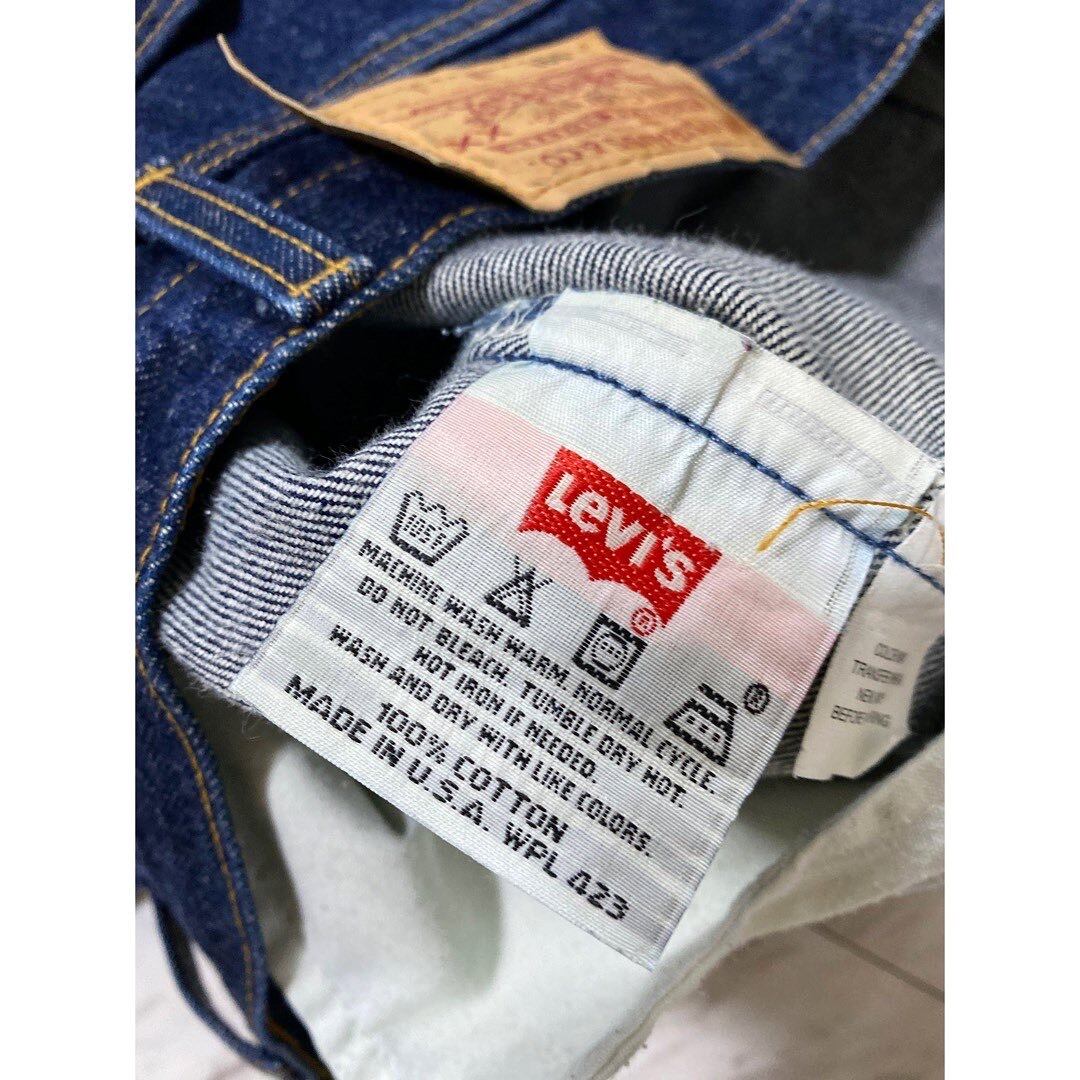 Levi's
®
®
MACHINE WASH WARM. NORMAL CYCLE.
DO NOT BLEACH. TUMBLE DRY HOT.
HOT IRON IF NEEDED.
WASH AND DRY WITH LIKE COLORS.
100% COTTON
MADE IN U.S.A. WPL 423
XX